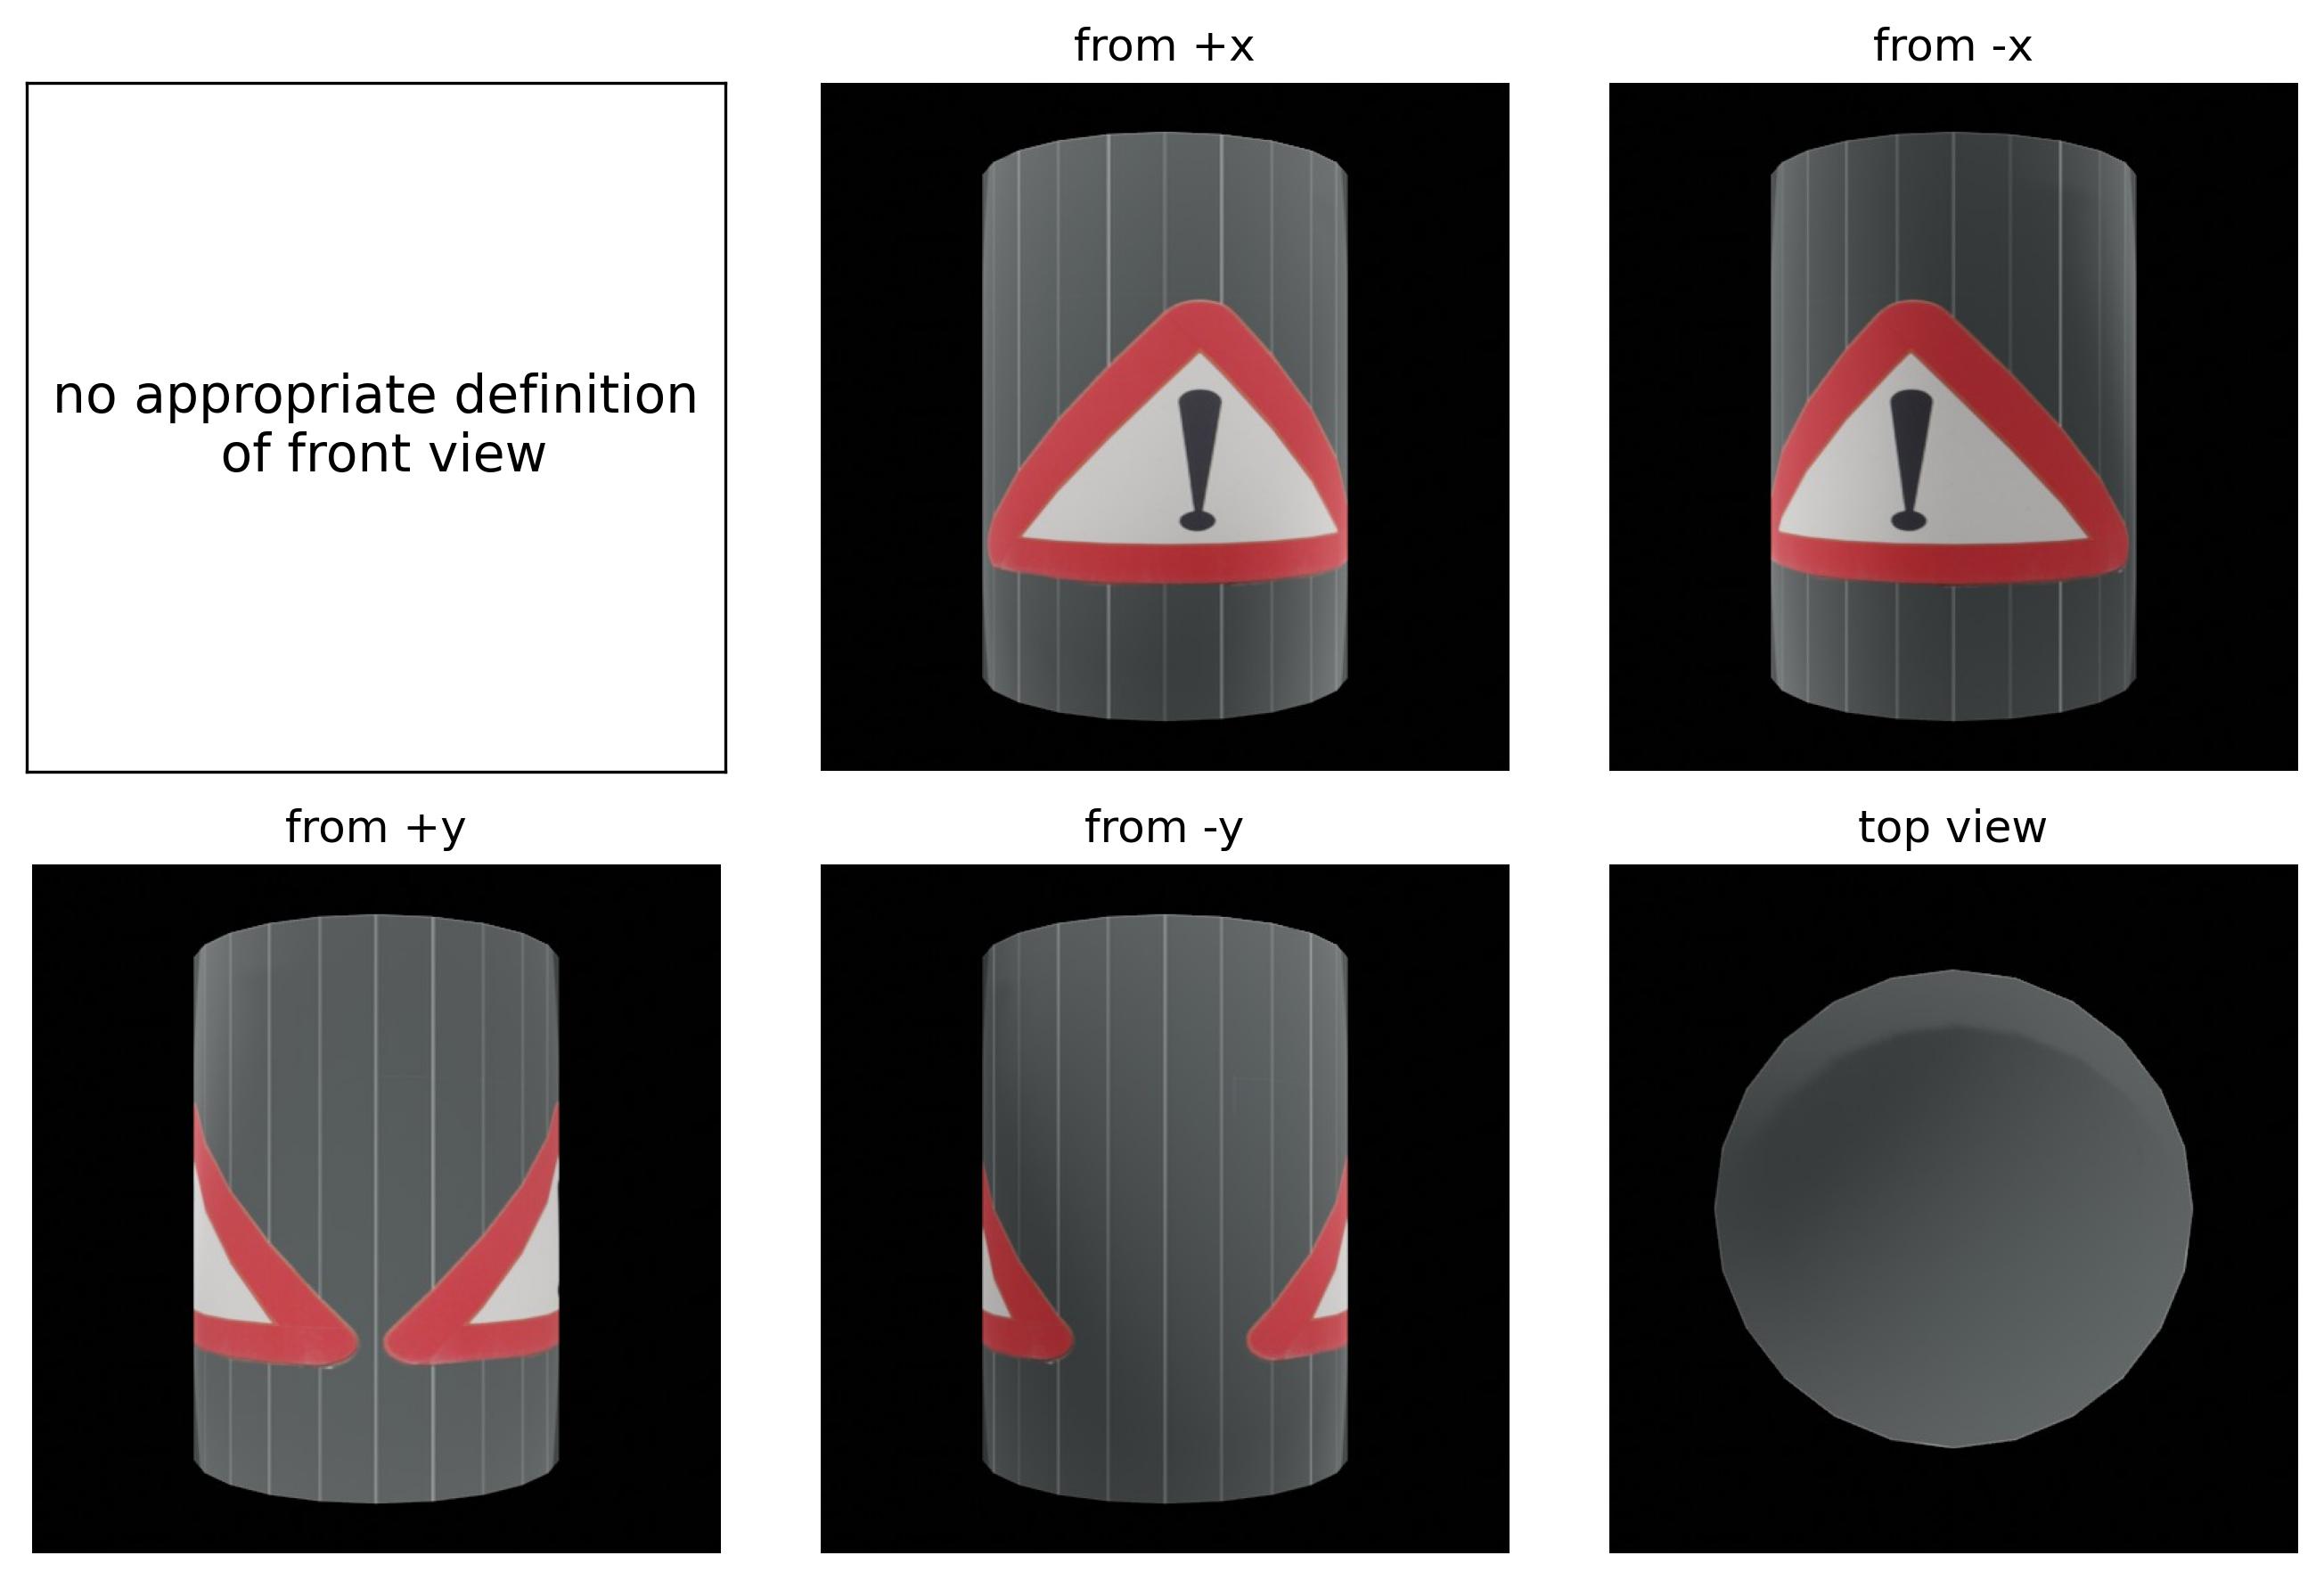 from +x
from -x
no appropriate definition
of front view
!
!
from +y
from -y
top view